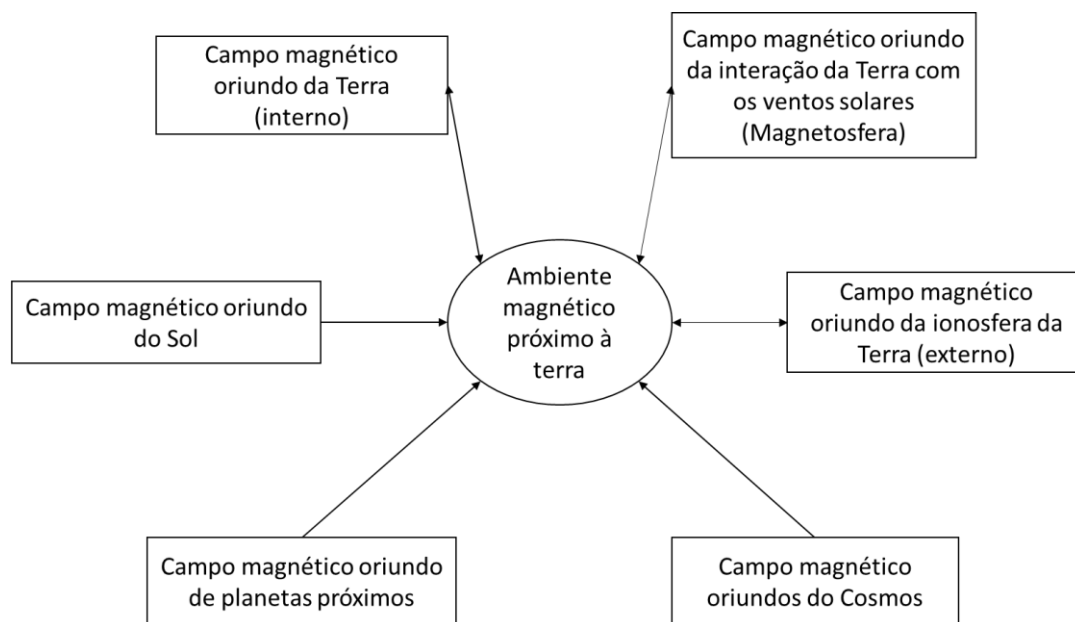 Campo magnético
oriundo da Terra
(interno)
Campo magnético oriundo
da interação da Terra com
os ventos solares
(Magnetosfera)
Campo magnético oriundo
do Sol
Ambiente
magnético
próximo à
terra
Campo magnético
oriundo da ionosfera da
Terra (externo)
Campo magnético oriundo
de planetas próximos
Campo magnético
oriundos do Cosmos